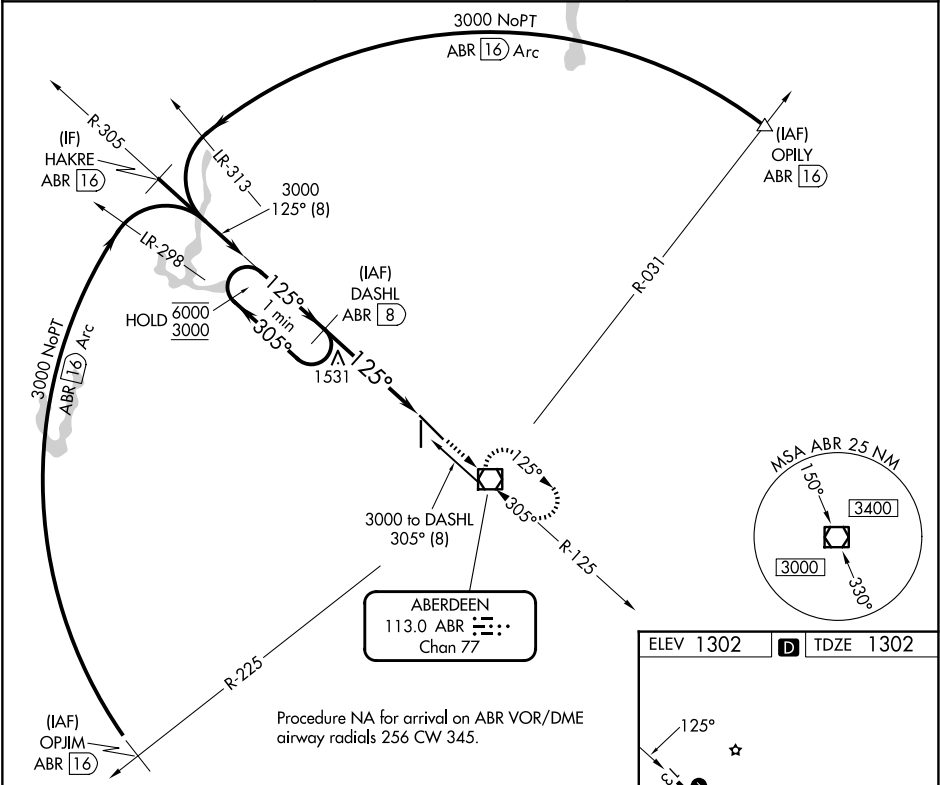 3000 NoPT
ABR 16 Arc
R-305
(IF)
HAKRE
ABR 16
LR-313
3000
125° (8)
(IAF)
OPILY
ABR 16
LR-298
R-031
(IAF)
DASHL
ABR 8
HOLD 6000
3000
125°
1 min
305°
1531
125°
3000 NoPT
ABR 16 Arc
125°
305°
3000 to DASHL
305° (8)
R-125
MSA ABR 25 NM
150°
3400
3000
330°
ABERDEEN
113.0 ABR
Chan 77
R-225
ELEV 1302 D TDZE 1302
(IAF)
OPJIM
ABR 16
Procedure NA for arrival on ABR VOR/DME
airway radials 256 CW 345.
125°
13